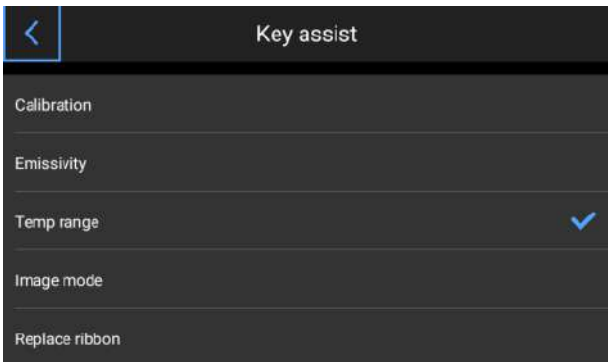 Key assist
Calibration
Emissivity
Temp range
Image mode
Replace ribbon